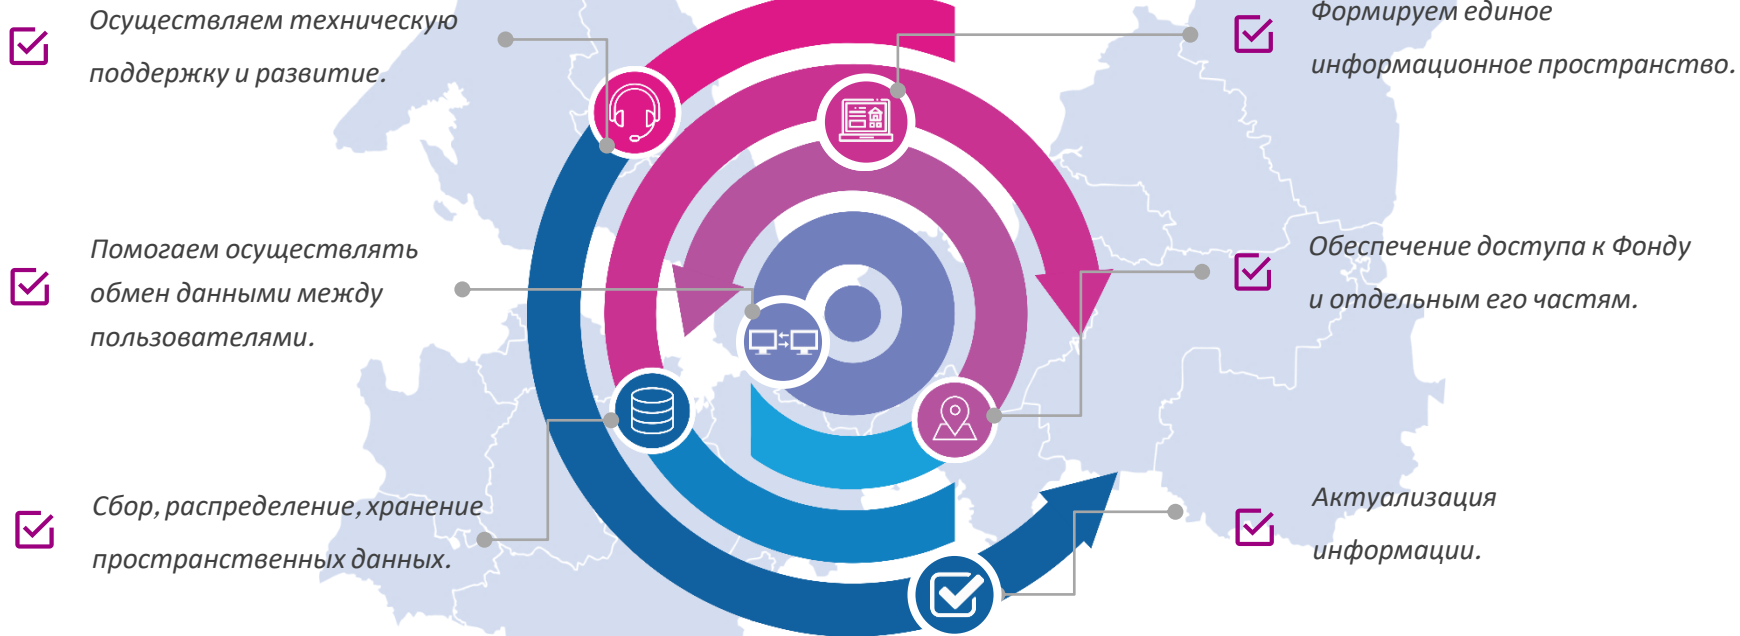 Осуществляем техническую
поддержку и развитие.
Помогаем осуществлять
обмен данными между
пользователями.
Сбор, распределение, хранение
пространственных данных.
Формируем единое
информационное пространство.
Обеспечение доступа к Фонду
и отдельным его частям.
Актуализация
информации.